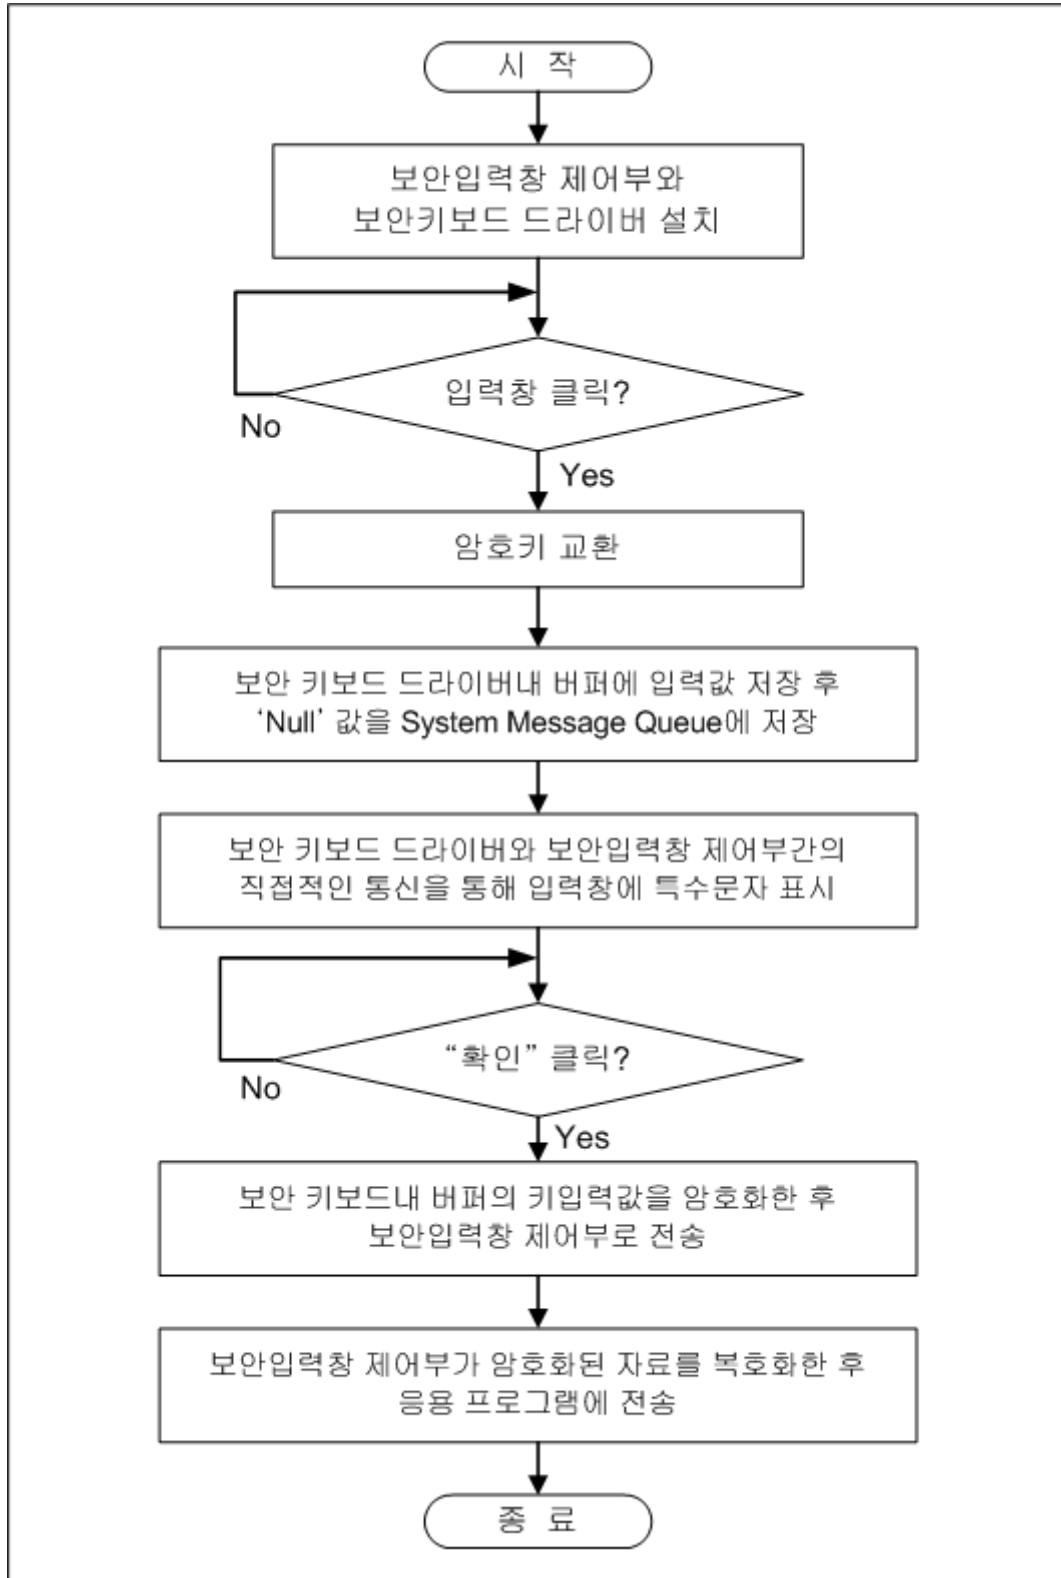 시 작
보안입력창 제어부와
보안키보드 드라이버 설치
입력창 클릭?
No
Yes
암호키 교환
보안 키보드 드라이버내 버퍼에 입력값 저장 후
‘Null’ 값을 System Message Queue에 저장
보안 키보드 드라이버와 보안입력창 제어부간의
직접적인 통신을 통해 입력창에 특수문자 표시
“확인” 클릭?
No
Yes
보안 키보드내 버퍼의 키입력값을 암호화한 후
보안입력창 제어부로 전송
보안입력창 제어부가 암호화된 자료를 복호화한 후
응용 프로그램에 전송
종 료